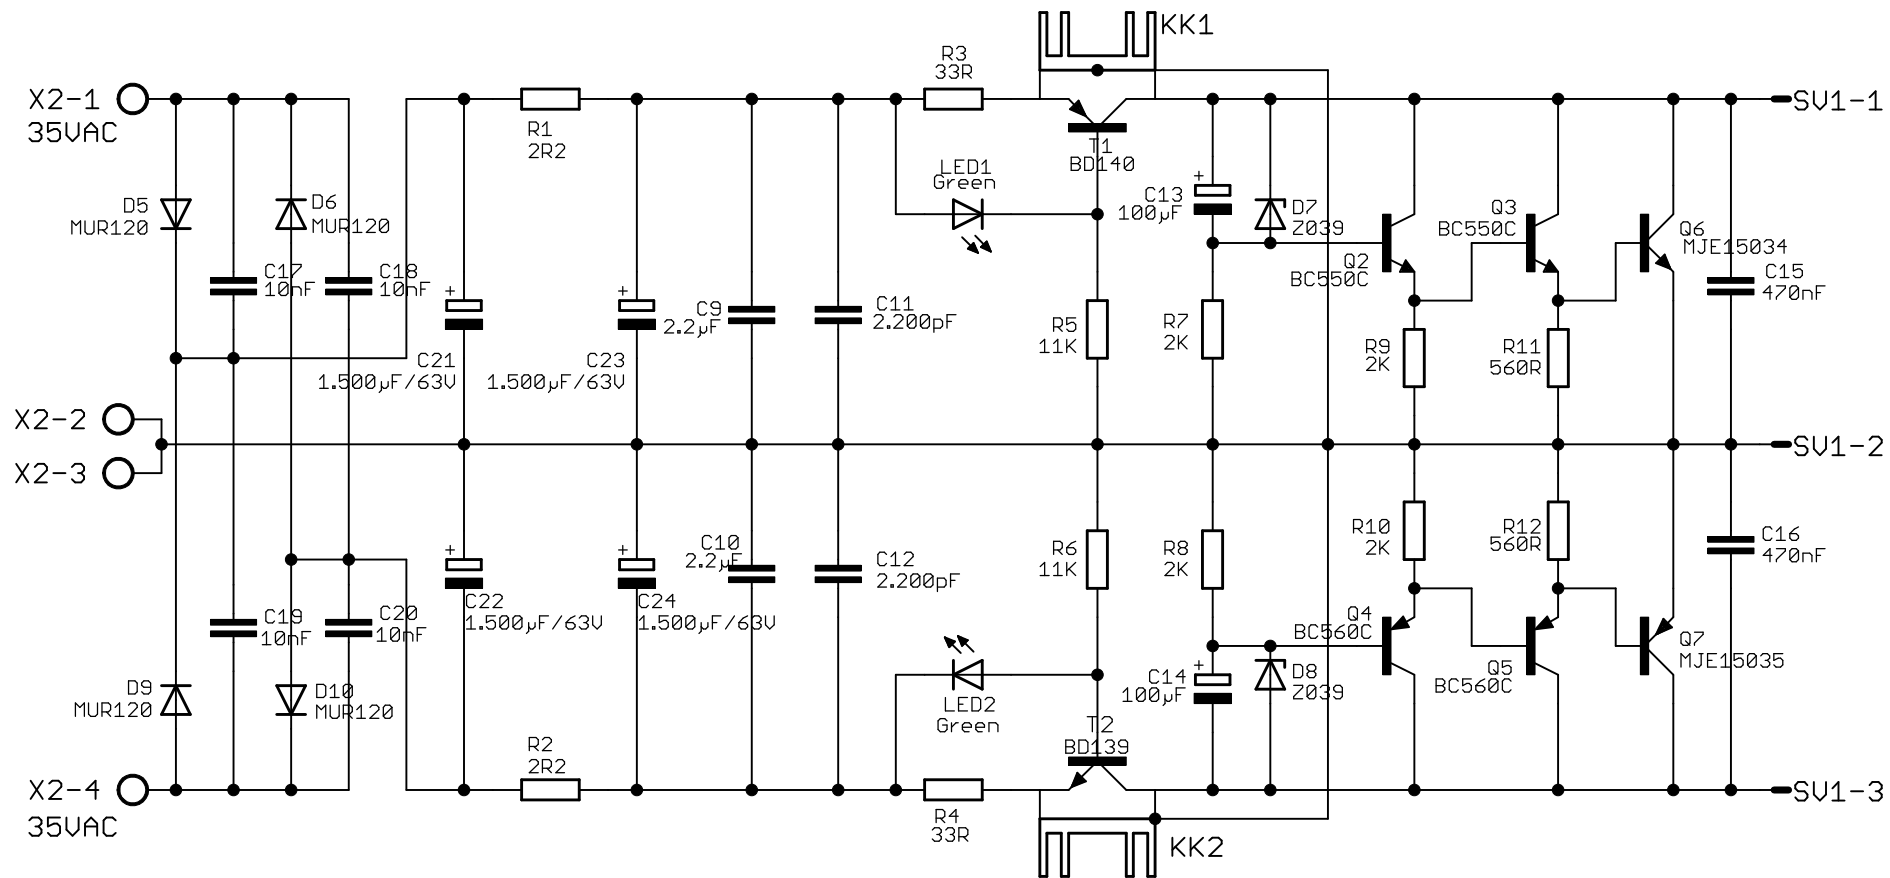 KK1
R3
33R
X2-1
35VAC
SV1-1
R1
2R2
T1
BD140
LED1
Green
D5
MUR120
D6
MUR120
+
C13
100µF
D7
Z039
Q2
BC550C
Q3
BC550C
Q6
MJE15034
C17
10nF
C18
10nF
+
C21
1.500µF/63V
+
C23
1.500µF/63V
C9
2.2µF
C11
2.200pF
R5
11K
R7
2K
R9
2K
R11
560R
C15
470nF
X2-2
X2-3
SV1-2
+
C22
1.500µF/63V
+
C24
1.500µF/63V
C10
2.2µF
C12
2.200pF
R6
11K
R8
2K
R10
2K
R12
560R
C16
470nF
C19
10nF
C20
10nF
Q4
BC560C
Q5
BC560C
Q7
MJE15035
D9
MUR120
D10
MUR120
LED2
Green
+
C14
100µF
D8
Z039
T2
BD139
R2
2R2
X2-4
35VAC
R4
33R
SV1-3
KK2